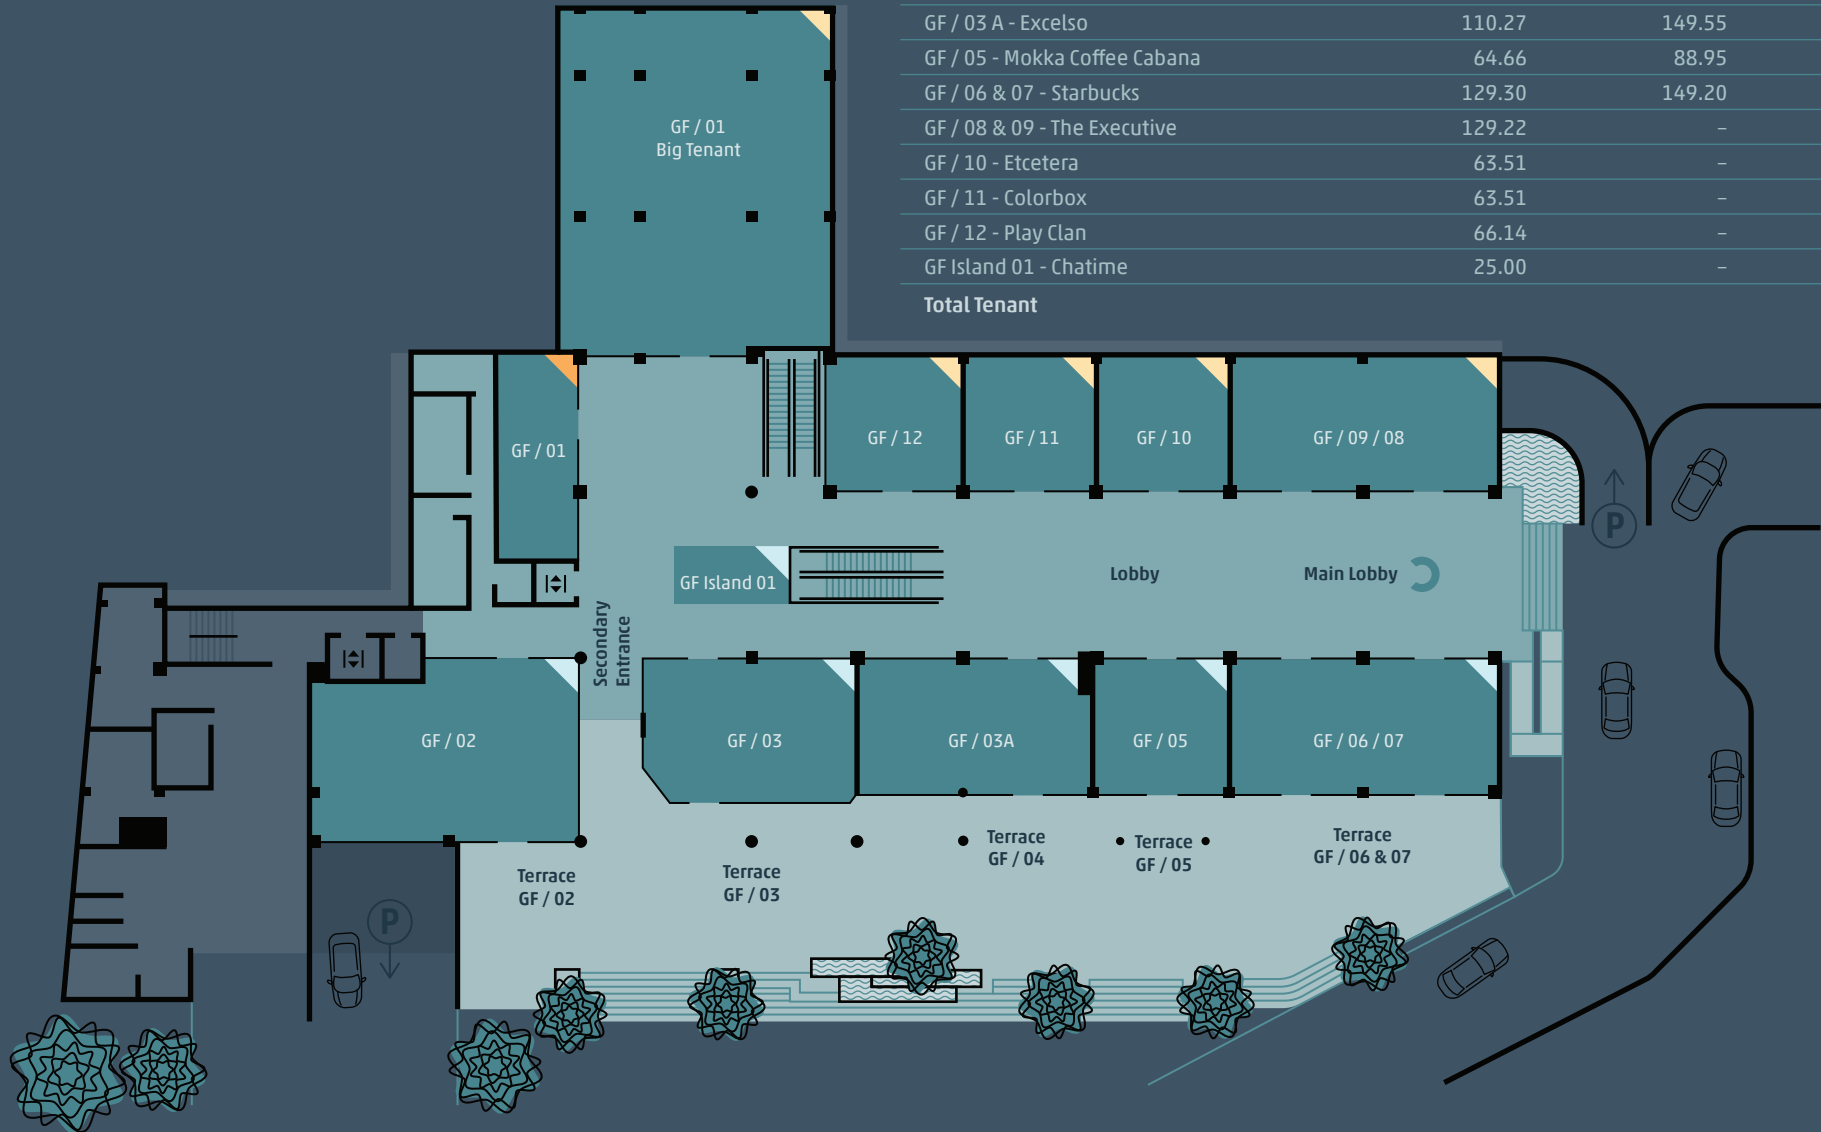 GF / 03 A - Excelso 110.27 149.55
GF / 05 - Mokka Coffee Cabana 64.66 88.95
GF / 06 & 07 - Starbucks 129.30 149.20
GF / 08 & 09 - The Executive 129.22 –
GF / 10 - Etcetera 63.51 –
GF / 11 - Colorbox 63.51 –
GF / 12 - Play Clan 66.14 –
GF Island 01 - Chatime 25.00 –
Total Tenant
GF / 01
Big Tenant
GF / 01
GF / 12
GF / 11
GF / 10
GF / 09 / 08
P
GF Island 01
Lobby
Main Lobby
Secondary
Entrance
GF / 02
GF / 03
GF / 03A
GF / 05
GF / 06 / 07
Terrace
GF / 02
Terrace
GF / 03
Terrace
GF / 04
Terrace
GF / 05
Terrace
GF / 06 & 07
P